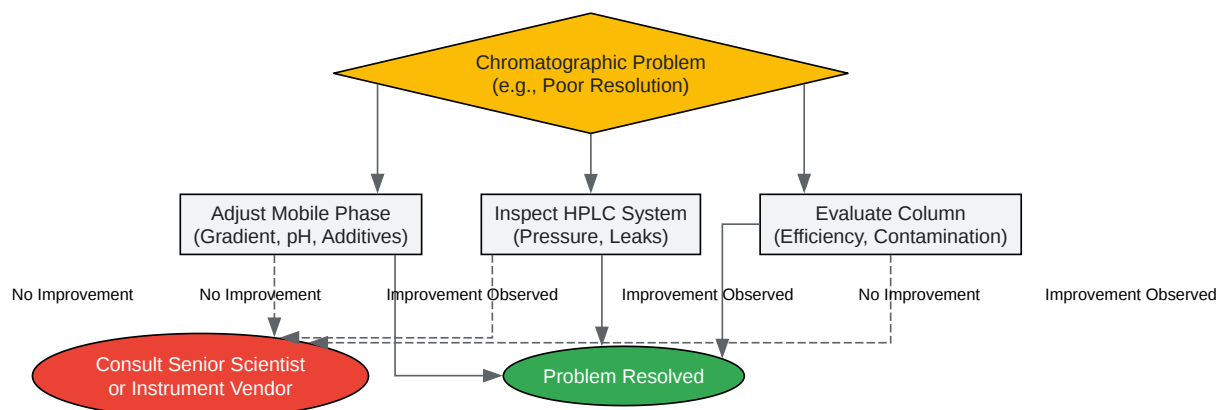 Chromatographic Problem
(e.g., Poor Resolution)
Adjust Mobile Phase
(Gradient, pH, Additives)
Inspect HPLC System
(Pressure, Leaks)
Evaluate Column
(Efficiency, Contamination)
No Improvement
No Improvement
Improvement Observed
Improvement Observed
No Improvement
Improvement Observed
Consult Senior Scientist
or Instrument Vendor
Problem Resolved